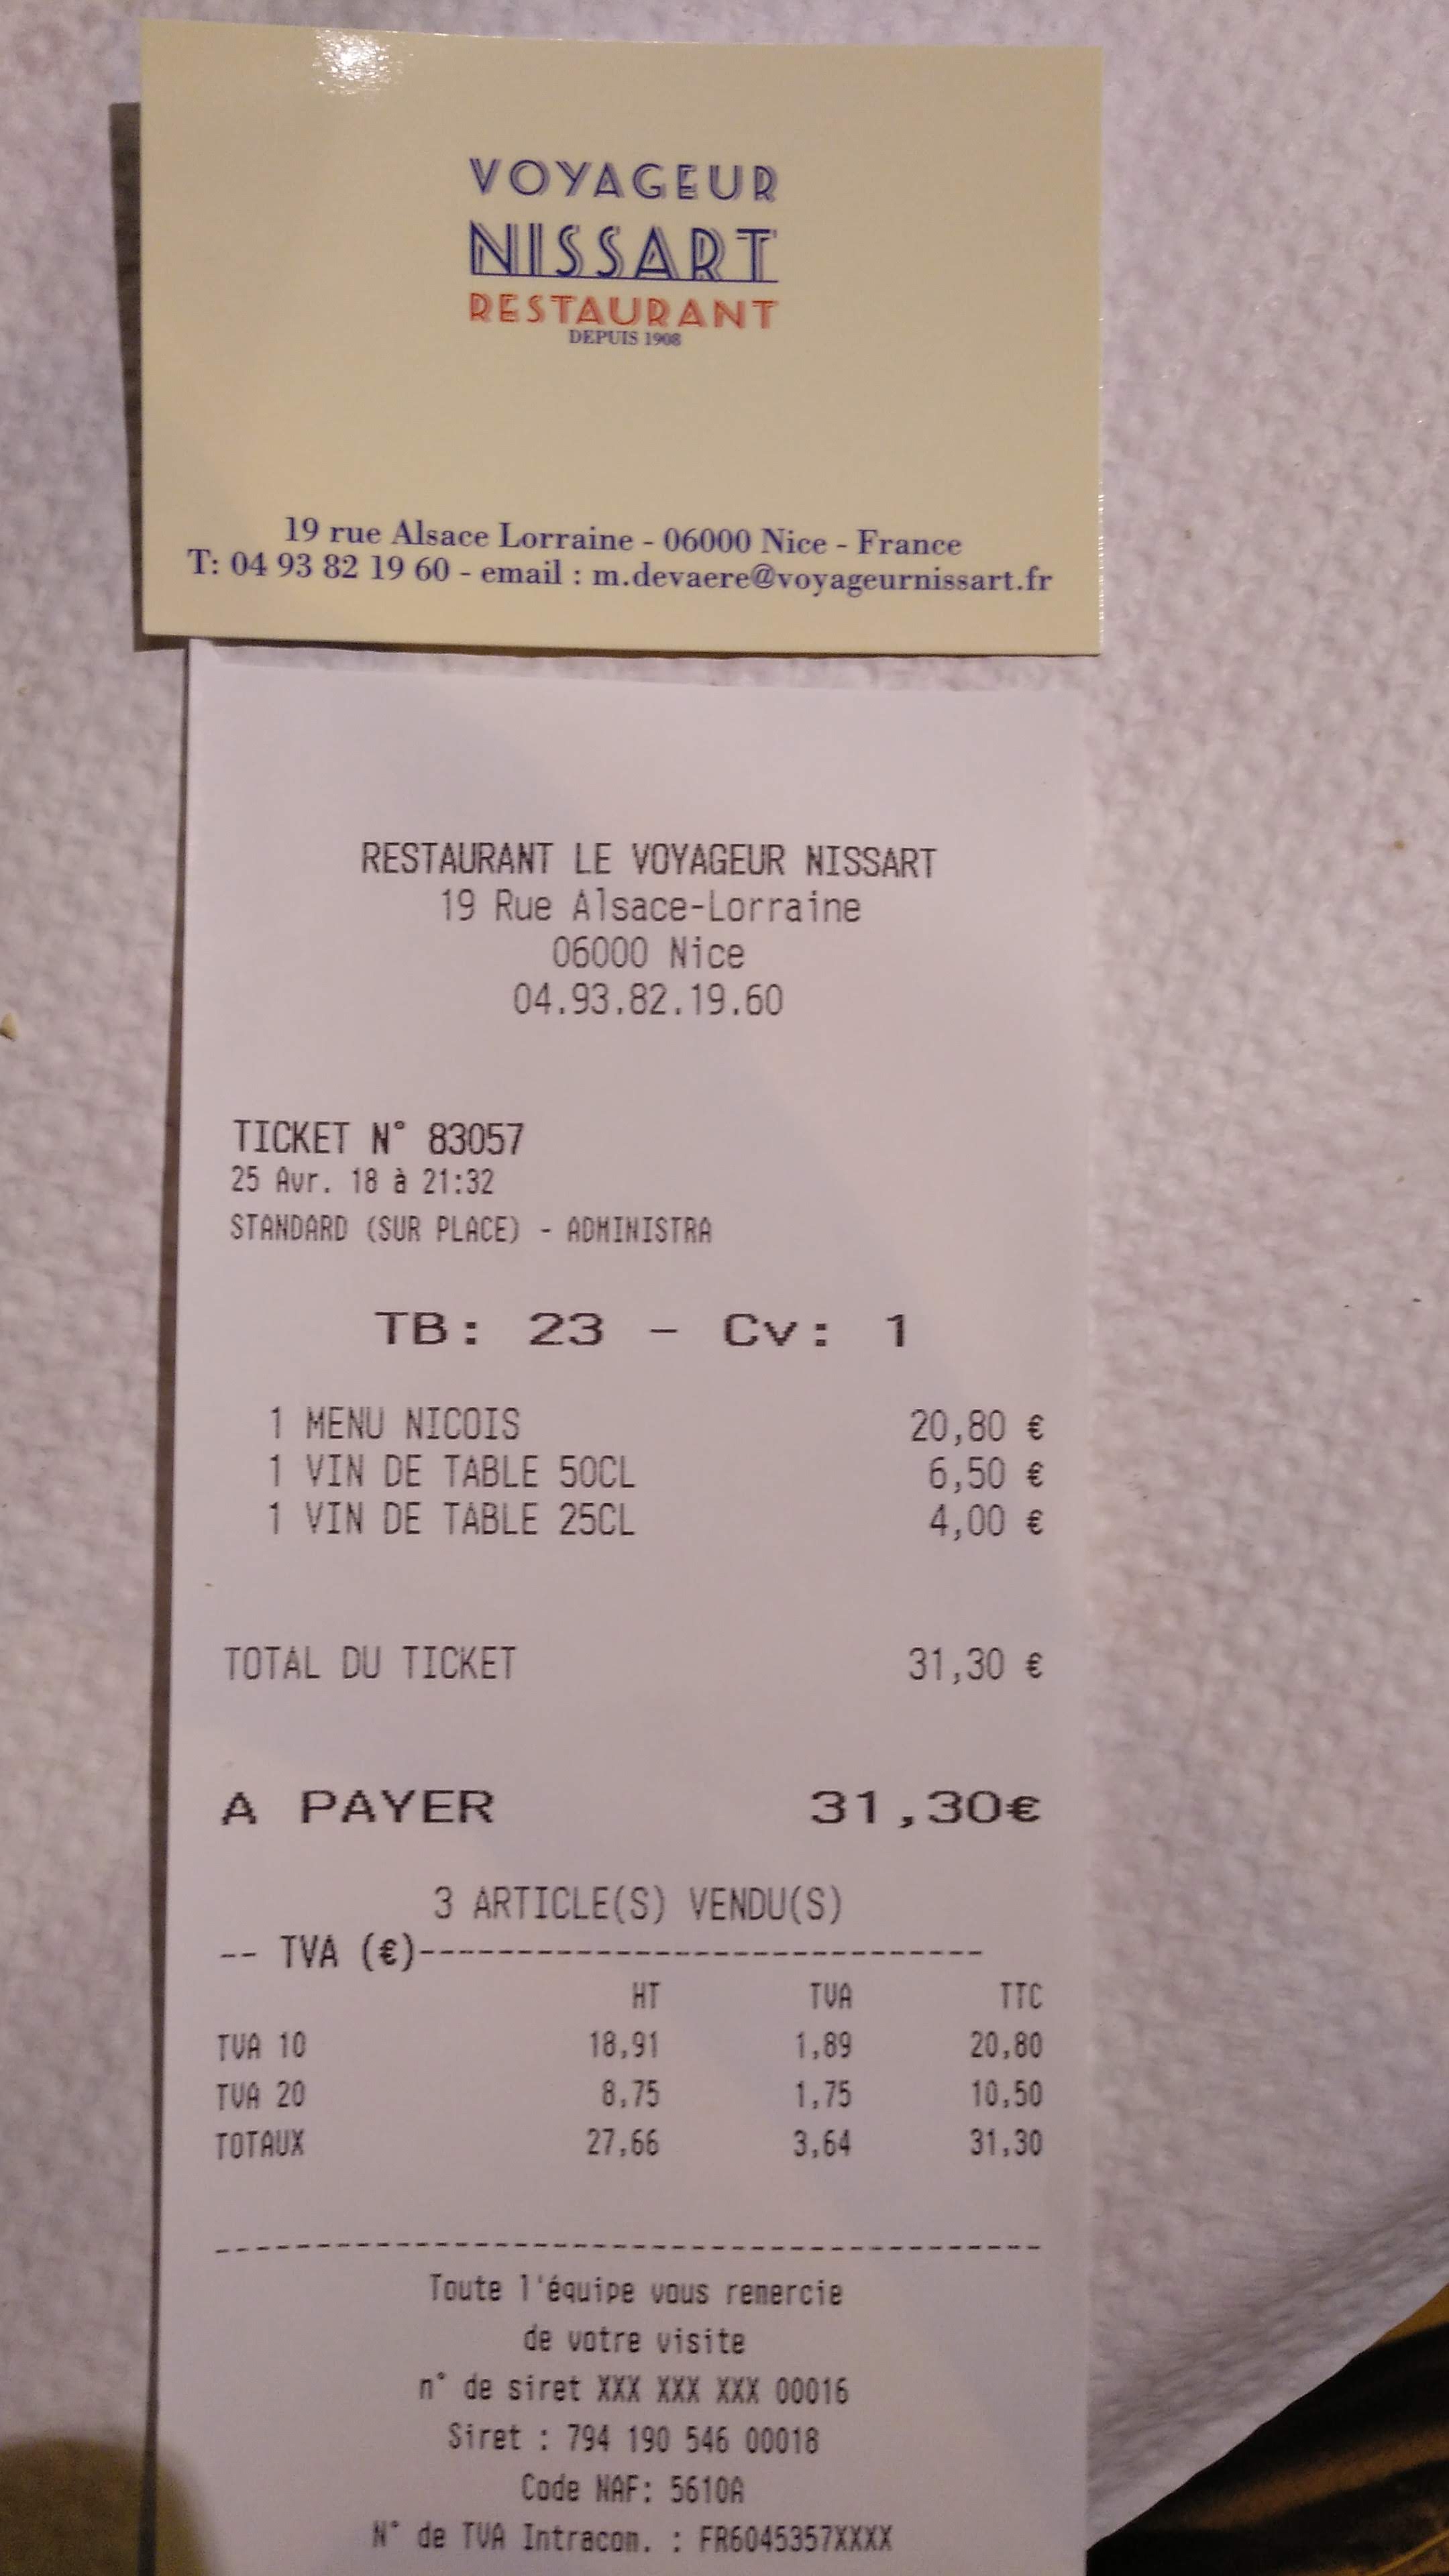 VOYAGEUR
NISSART
RESTAURANT
DEPUIS 1908
19 rue Alsace Lorraine - 06000 Nice - France
T: 04 93 82 19 60 - email : m.devaere@voyageurnissart.fr
RESTAURANT LE VOYAGEUR NISSART
19 Rue Alsace-Lorraine
06000 Nice
04.93.82.19.60
TICKET N° 83057
25 Avr. 18 à 21:32
STANDARD (SUR PLACE) - ADMINISTRA
TB: 23 - Cv: 1
1 MENU NICOIS 20,80 €
1 VIN DE TABLE 50CL 6,50 €
1 VIN DE TABLE 25CL 4,00 €
TOTAL DU TICKET 31,30 €
A PAYER 31,30€
3 ARTICLE(S) VENDU(S)
-- TVA (€)-----------------------------
HT TVA TTC
TVA 10 18,91 1,89 20,80
TVA 20 8,75 1,75 10,50
TOTAUX 27,66 3,64 31,30
Toute l'équipe vous remercie
de votre visite
n° de siret XXX XXX XXX 00016
Siret : 794 190 546 00018
Code NAF: 5610A
N° de TVA Intracom. : FR6045357XXXX